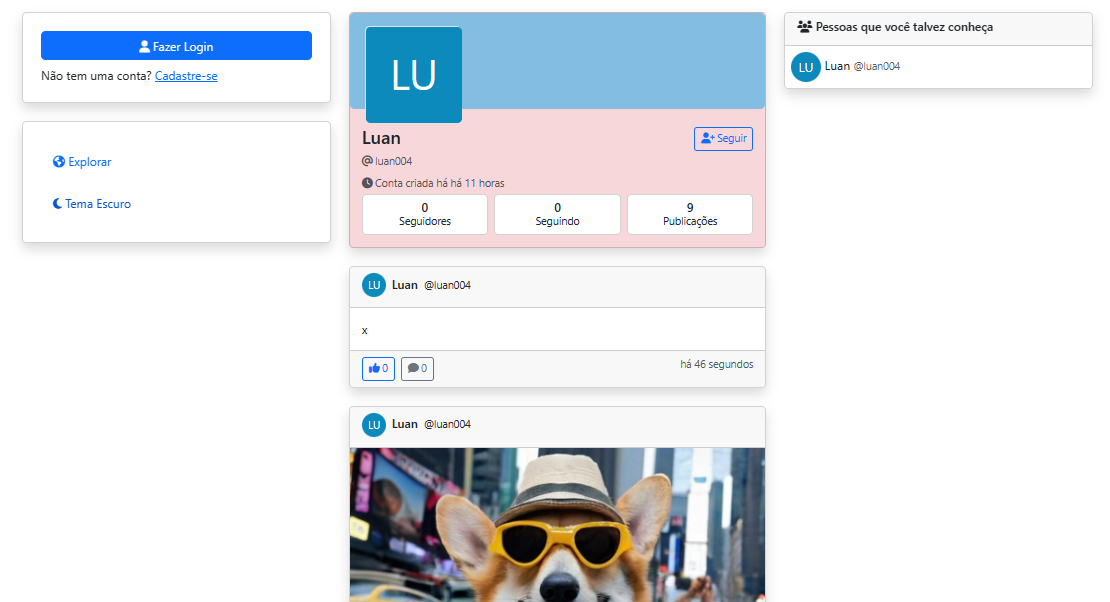 Fazer Login
Não tem uma conta? Cadastre-se
Explorar
Tema Escuro
LU
Luan
Seguir
@luan004
Conta criada há há 11 horas
0
Seguidores
0
Seguindo
9
Publicações
LU Luan @luan004
x
0 0 há 46 segundos
LU Luan @luan004
Pessoas que você talvez conheça
LU Luan @luan004